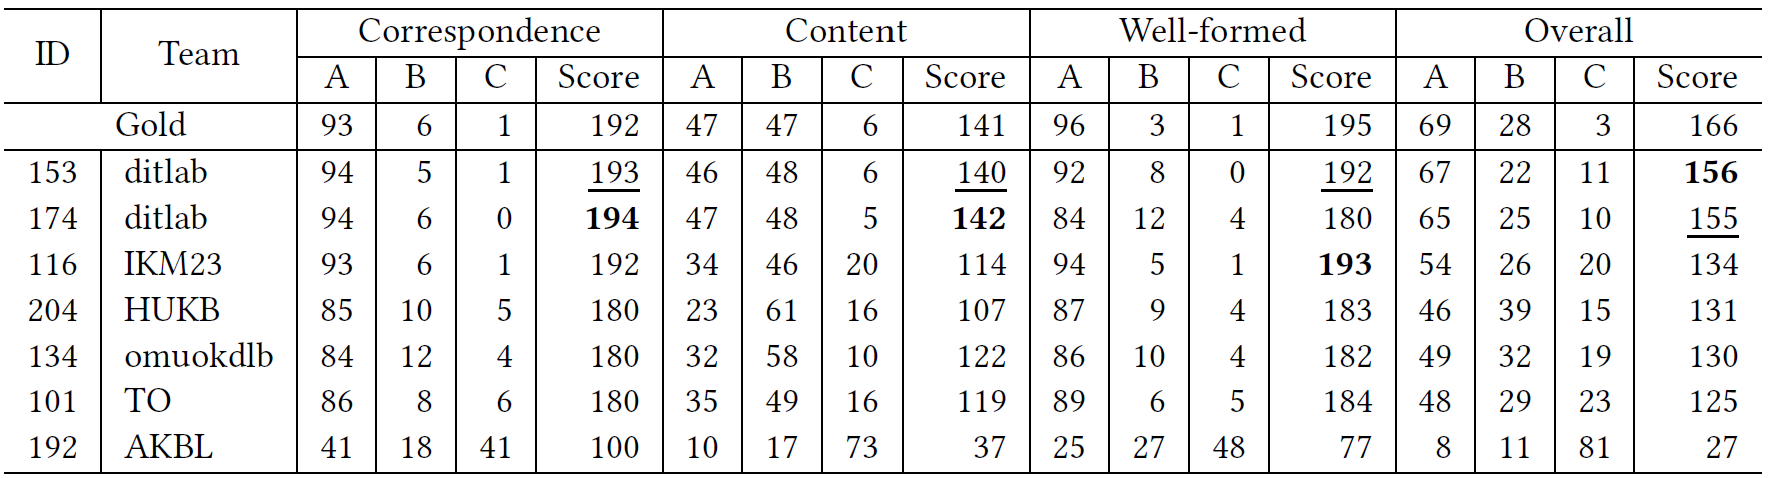 ID Team Correspondence Content Well-formed Overall
A B C Score A B C Score A B C Score A B C Score
Gold 93 6 1 192 47 47 6 141 96 3 1 195 69 28 3 166
153 ditlab 94 5 1 193 46 48 6 140 92 8 0 192 67 22 11 156
174 ditlab 94 6 0 194 47 48 5 142 84 12 4 180 65 25 10 155
116 IKM23 93 6 1 192 34 46 20 114 94 5 1 193 54 26 20 134
204 HUKB 85 10 5 180 23 61 16 107 87 9 4 183 46 39 15 131
134 omuokdlb 84 12 4 180 32 58 10 122 86 10 4 182 49 32 19 130
101 TO 86 8 6 180 35 49 16 119 89 6 5 184 48 29 23 125
192 AKBL 41 18 41 100 10 17 73 37 25 27 48 77 8 11 81 27